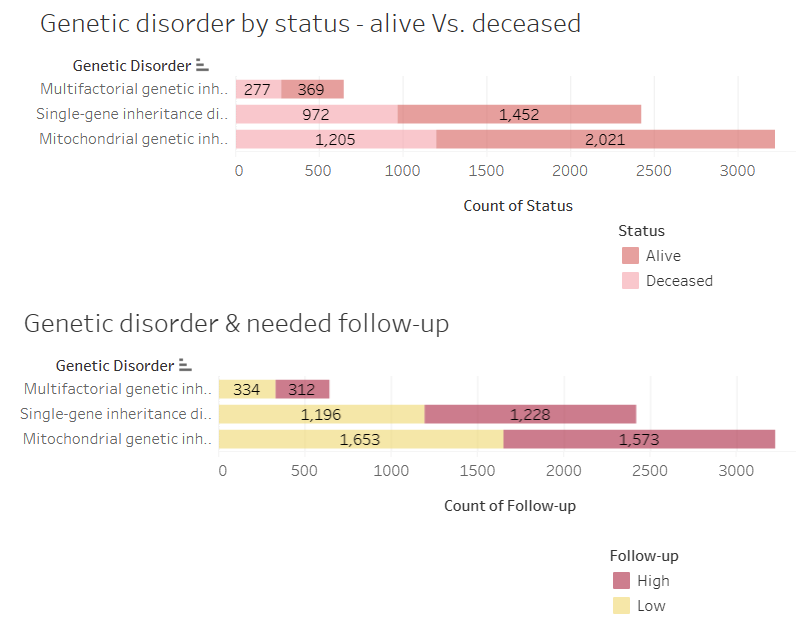 Genetic disorder by status - alive Vs. deceased
Genetic Disorder
Multifactorial genetic inh.. 277 369
Single-gene inheritance di.. 972 1,452
Mitochondrial genetic inh.. 1,205 2,021
0 500 1000 1500 2000 2500 3000
Count of Status
Status
Alive
Deceased
Genetic disorder & needed follow-up
Genetic Disorder
Multifactorial genetic inh.. 334 312
Single-gene inheritance di.. 1,196 1,228
Mitochondrial genetic inh.. 1,653 1,573
0 500 1000 1500 2000 2500 3000
Count of Follow-up
Follow-up
High
Low